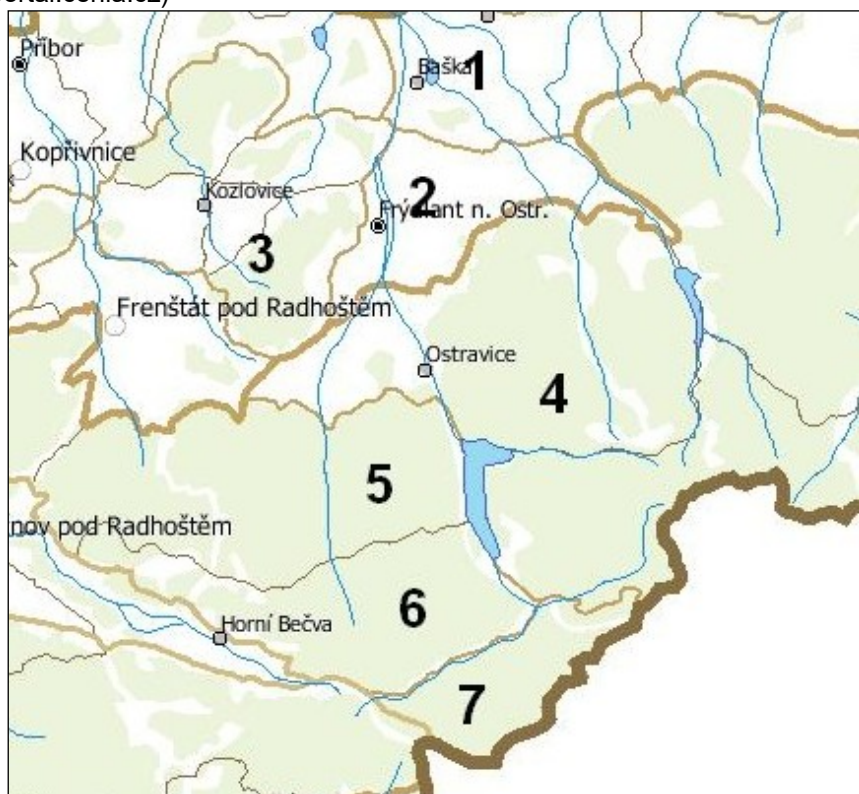 Příbor
1
Baška
Kopřivnice
Kozlovice
2
Frýdlant n. Ostr.
3
Frenštát pod Radhoštěm
Ostravice
4
5
nov pod Radhoštěm
6
Horní Bečva
7